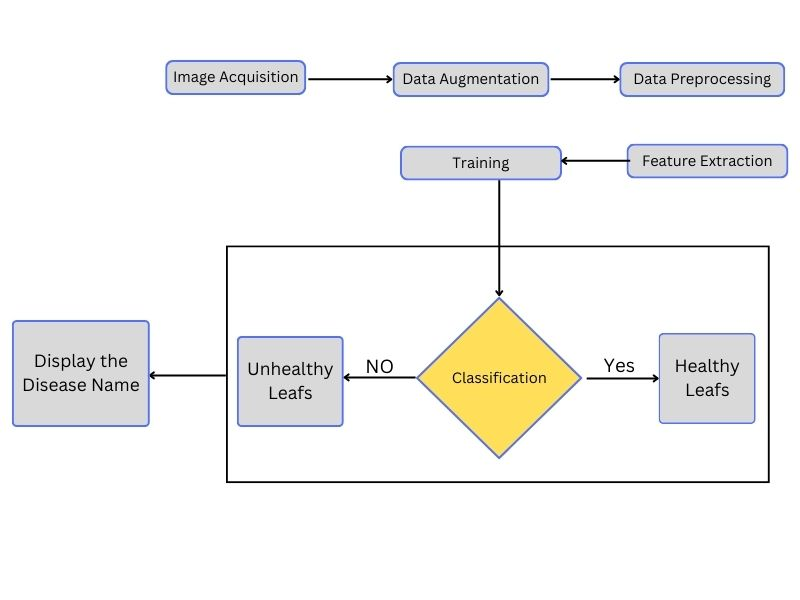 Image Acquisition
Data Augmentation
Data Preprocessing
Training
Feature Extraction
Display the
Disease Name
Unhealthy
Leafs
NO
Classification
Yes
Healthy
Leafs